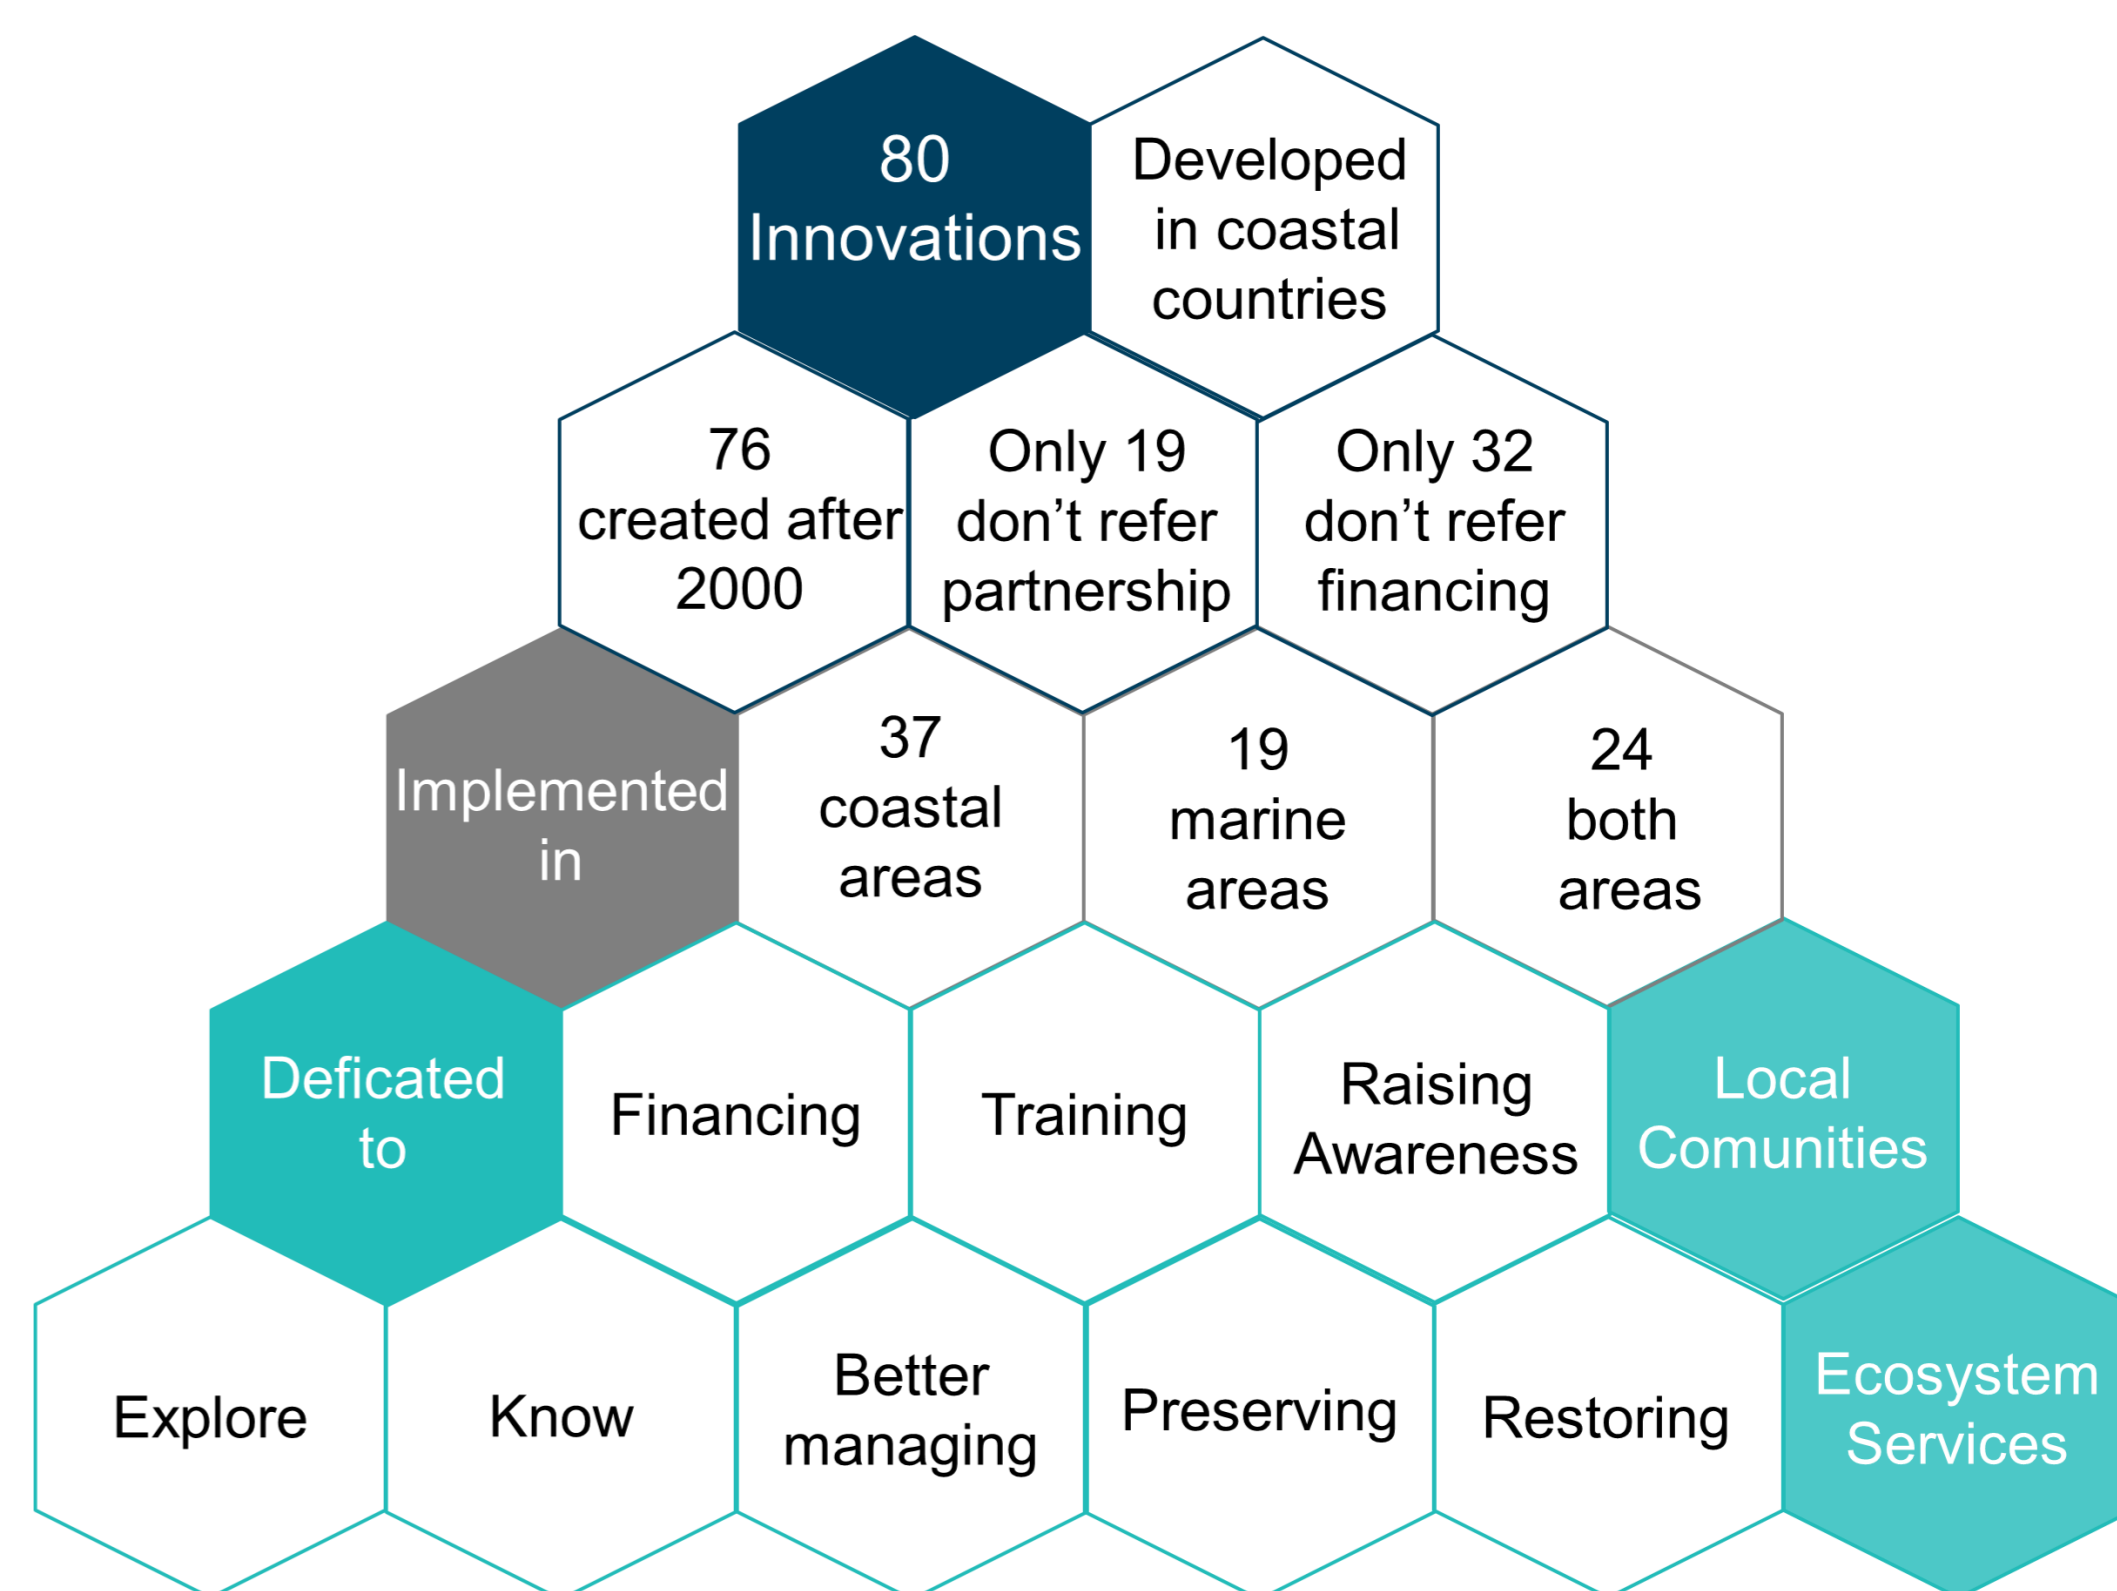 80
Innovations
Developed
in coastal
countries
76
created after
2000
Only 19
don’t refer
partnership
Only 32
don’t refer
financing
Implemented
in
37
coastal
areas
19
marine
areas
24
both
areas
Deficated
to
Financing
Training
Raising
Awareness
Local
Comunities
Explore
Know
Better
managing
Preserving
Restoring
Ecosystem
Services